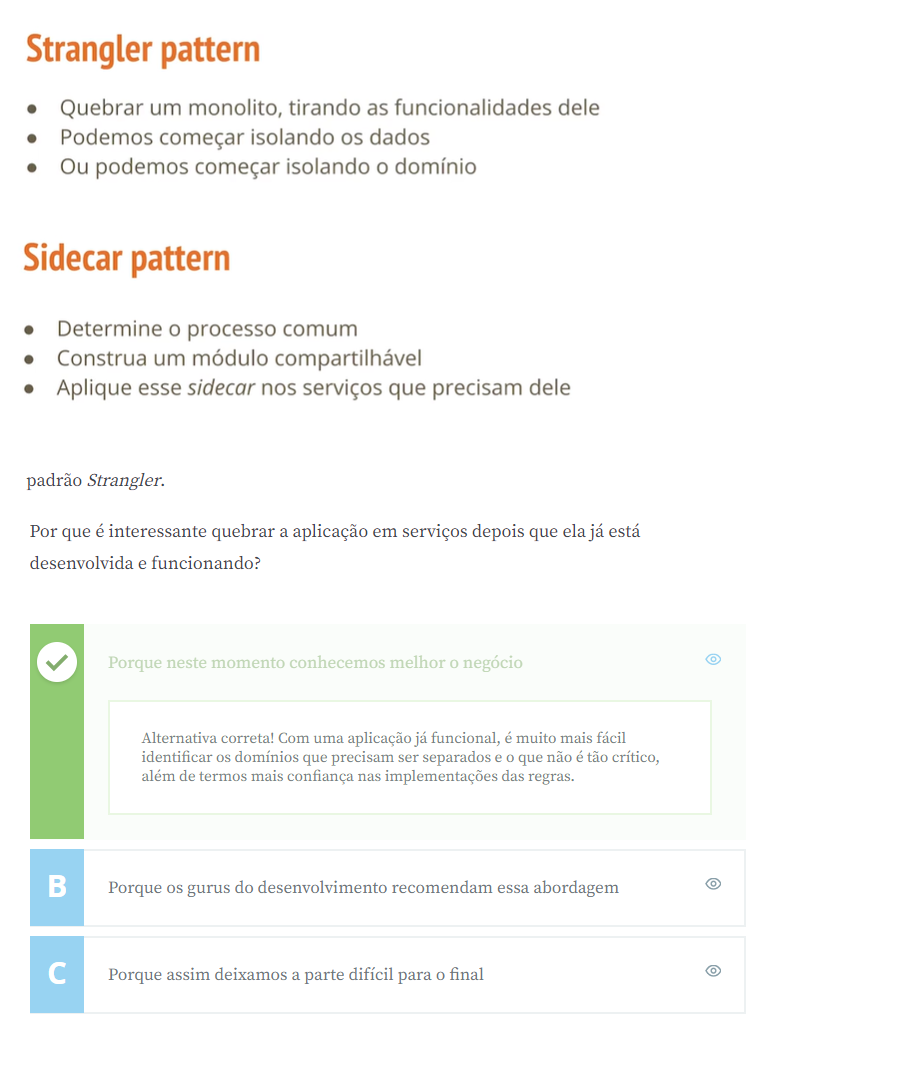 Strangler pattern
● Quebrar um monolito, tirando as funcionalidades dele
● Podemos começar isolando os dados
● Ou podemos começar isolando o domínio
Sidecar pattern
● Determine o processo comum
● Construa um módulo compartilhável
● Aplique esse sidecar nos serviços que precisam dele
padrão Strangler.
Por que é interessante quebrar a aplicação em serviços depois que ela já está
desenvolvida e funcionando?
Porque neste momento conhecemos melhor o negócio
Alternativa correta! Com uma aplicação já funcional, é muito mais fácil
identificar os domínios que precisam ser separados e o que não é tão crítico,
além de termos mais confiança nas implementações das regras.
B Porque os gurus do desenvolvimento recomendam essa abordagem
C Porque assim deixamos a parte difícil para o final